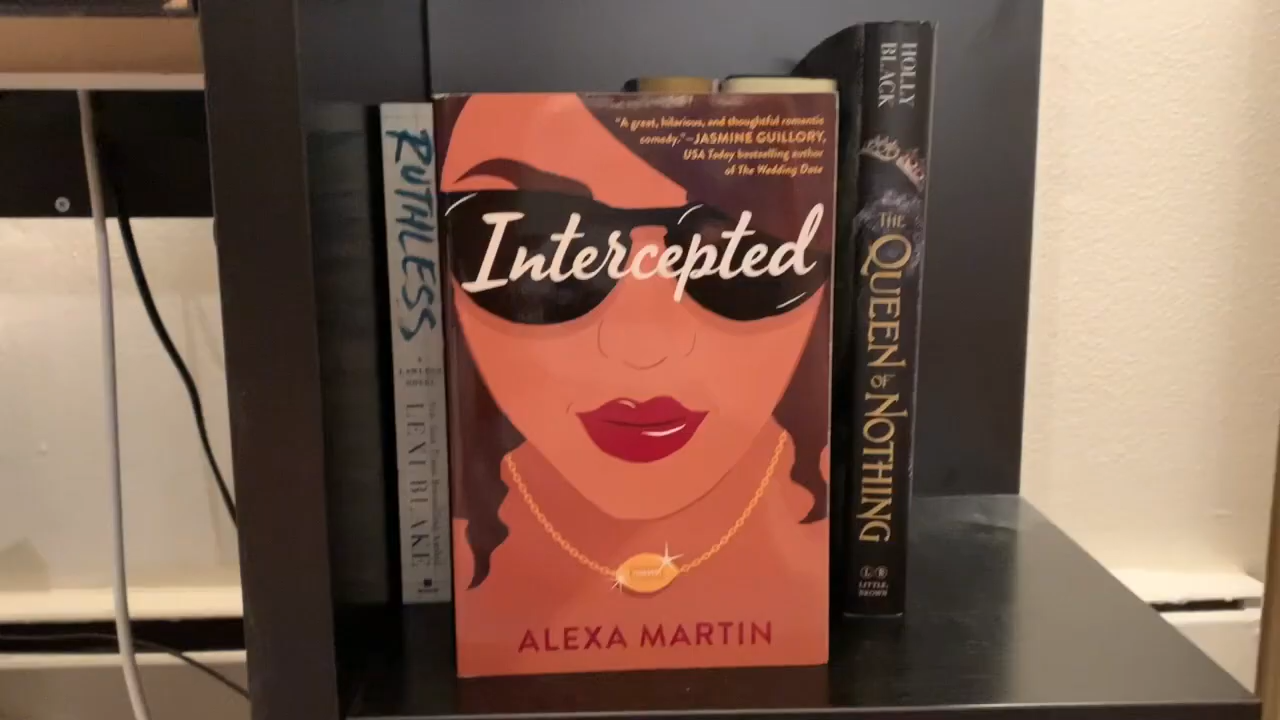 RUTHLESS
LEXI BLAKE
"A great, hilarious, and thoughtful romantic
comedy."—JASMINE GUILLORY,
USA Today bestselling author
of The Wedding Date
Intercepted
ALEXA MARTIN
HOLLY
BLACK
THE
QUEEN of NOTHING
LB
LITTLE, BROWN